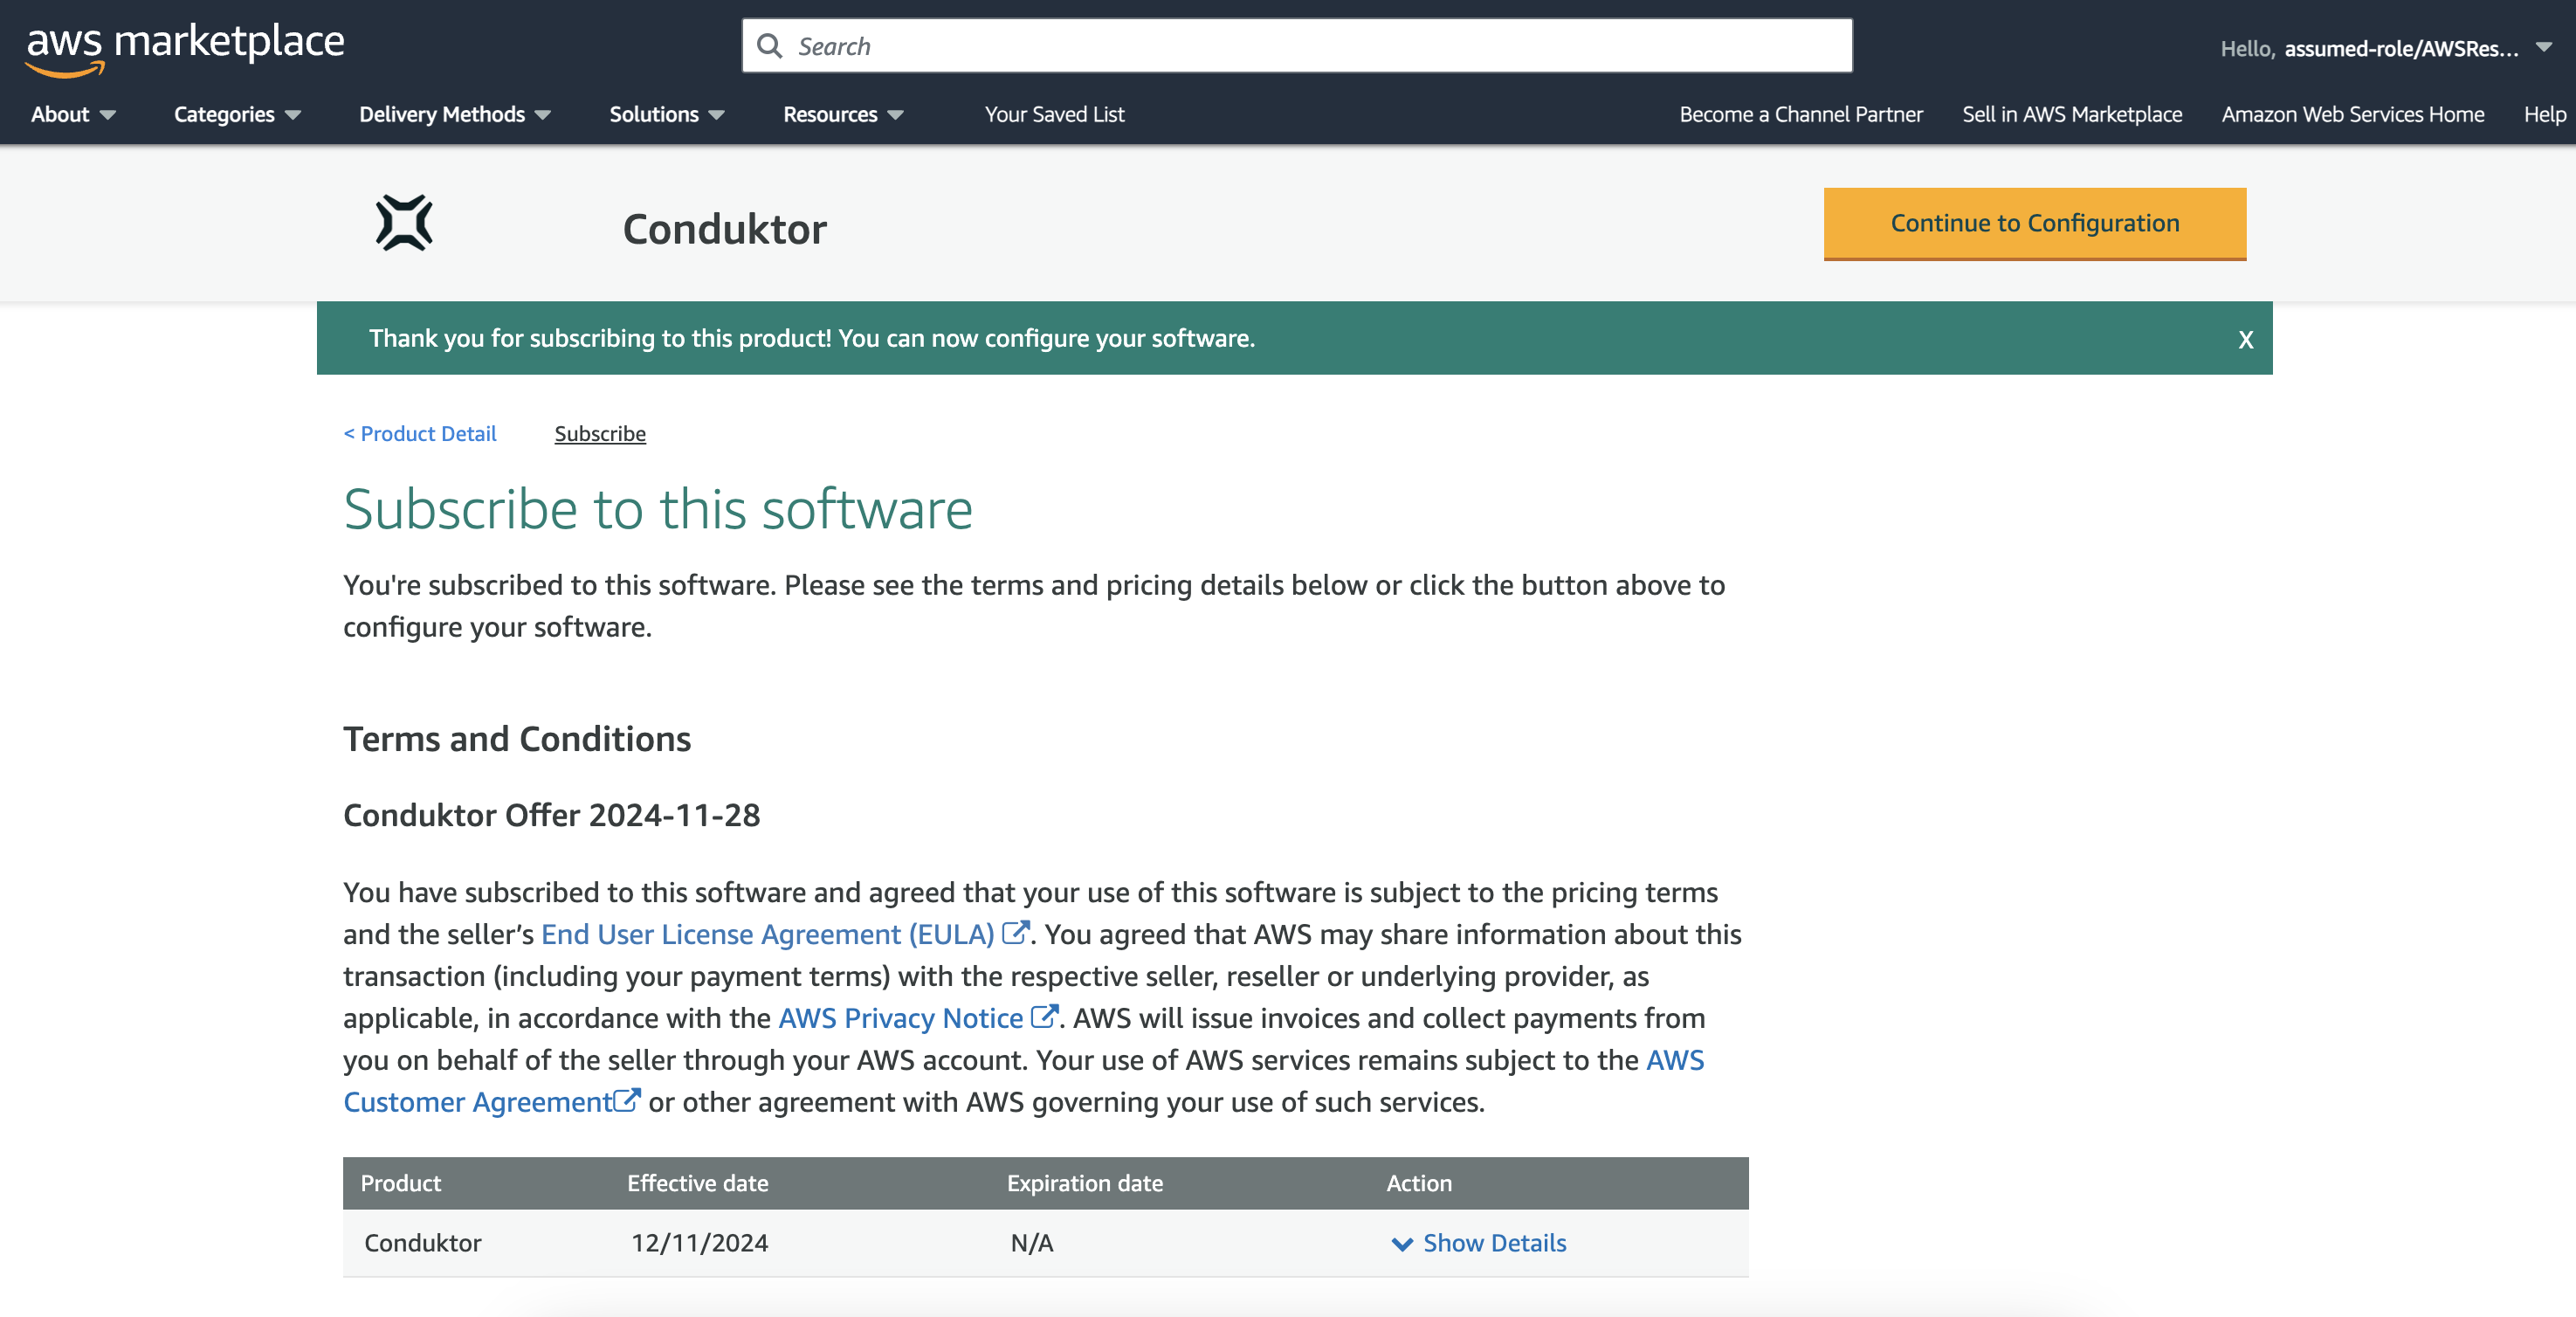 aws marketplace
Search
Hello, assumed-role/AWSRes...
About
Categories
Delivery Methods
Solutions
Resources
Your Saved List
Become a Channel Partner
Sell in AWS Marketplace
Amazon Web Services Home
Help
Conduktor
Continue to Configuration
Thank you for subscribing to this product! You can now configure your software.
X
< Product Detail
Subscribe
Subscribe to this software
You're subscribed to this software. Please see the terms and pricing details below or click the button above to
configure your software.
Terms and Conditions
Conduktor Offer 2024-11-28
You have subscribed to this software and agreed that your use of this software is subject to the pricing terms
and the seller’s End User License Agreement (EULA). You agreed that AWS may share information about this
transaction (including your payment terms) with the respective seller, reseller or underlying provider, as
applicable, in accordance with the AWS Privacy Notice. AWS will issue invoices and collect payments from
you on behalf of the seller through your AWS account. Your use of AWS services remains subject to the AWS
Customer Agreement or other agreement with AWS governing your use of such services.
Product Effective date Expiration date Action
Conduktor 12/11/2024 N/A Show Details